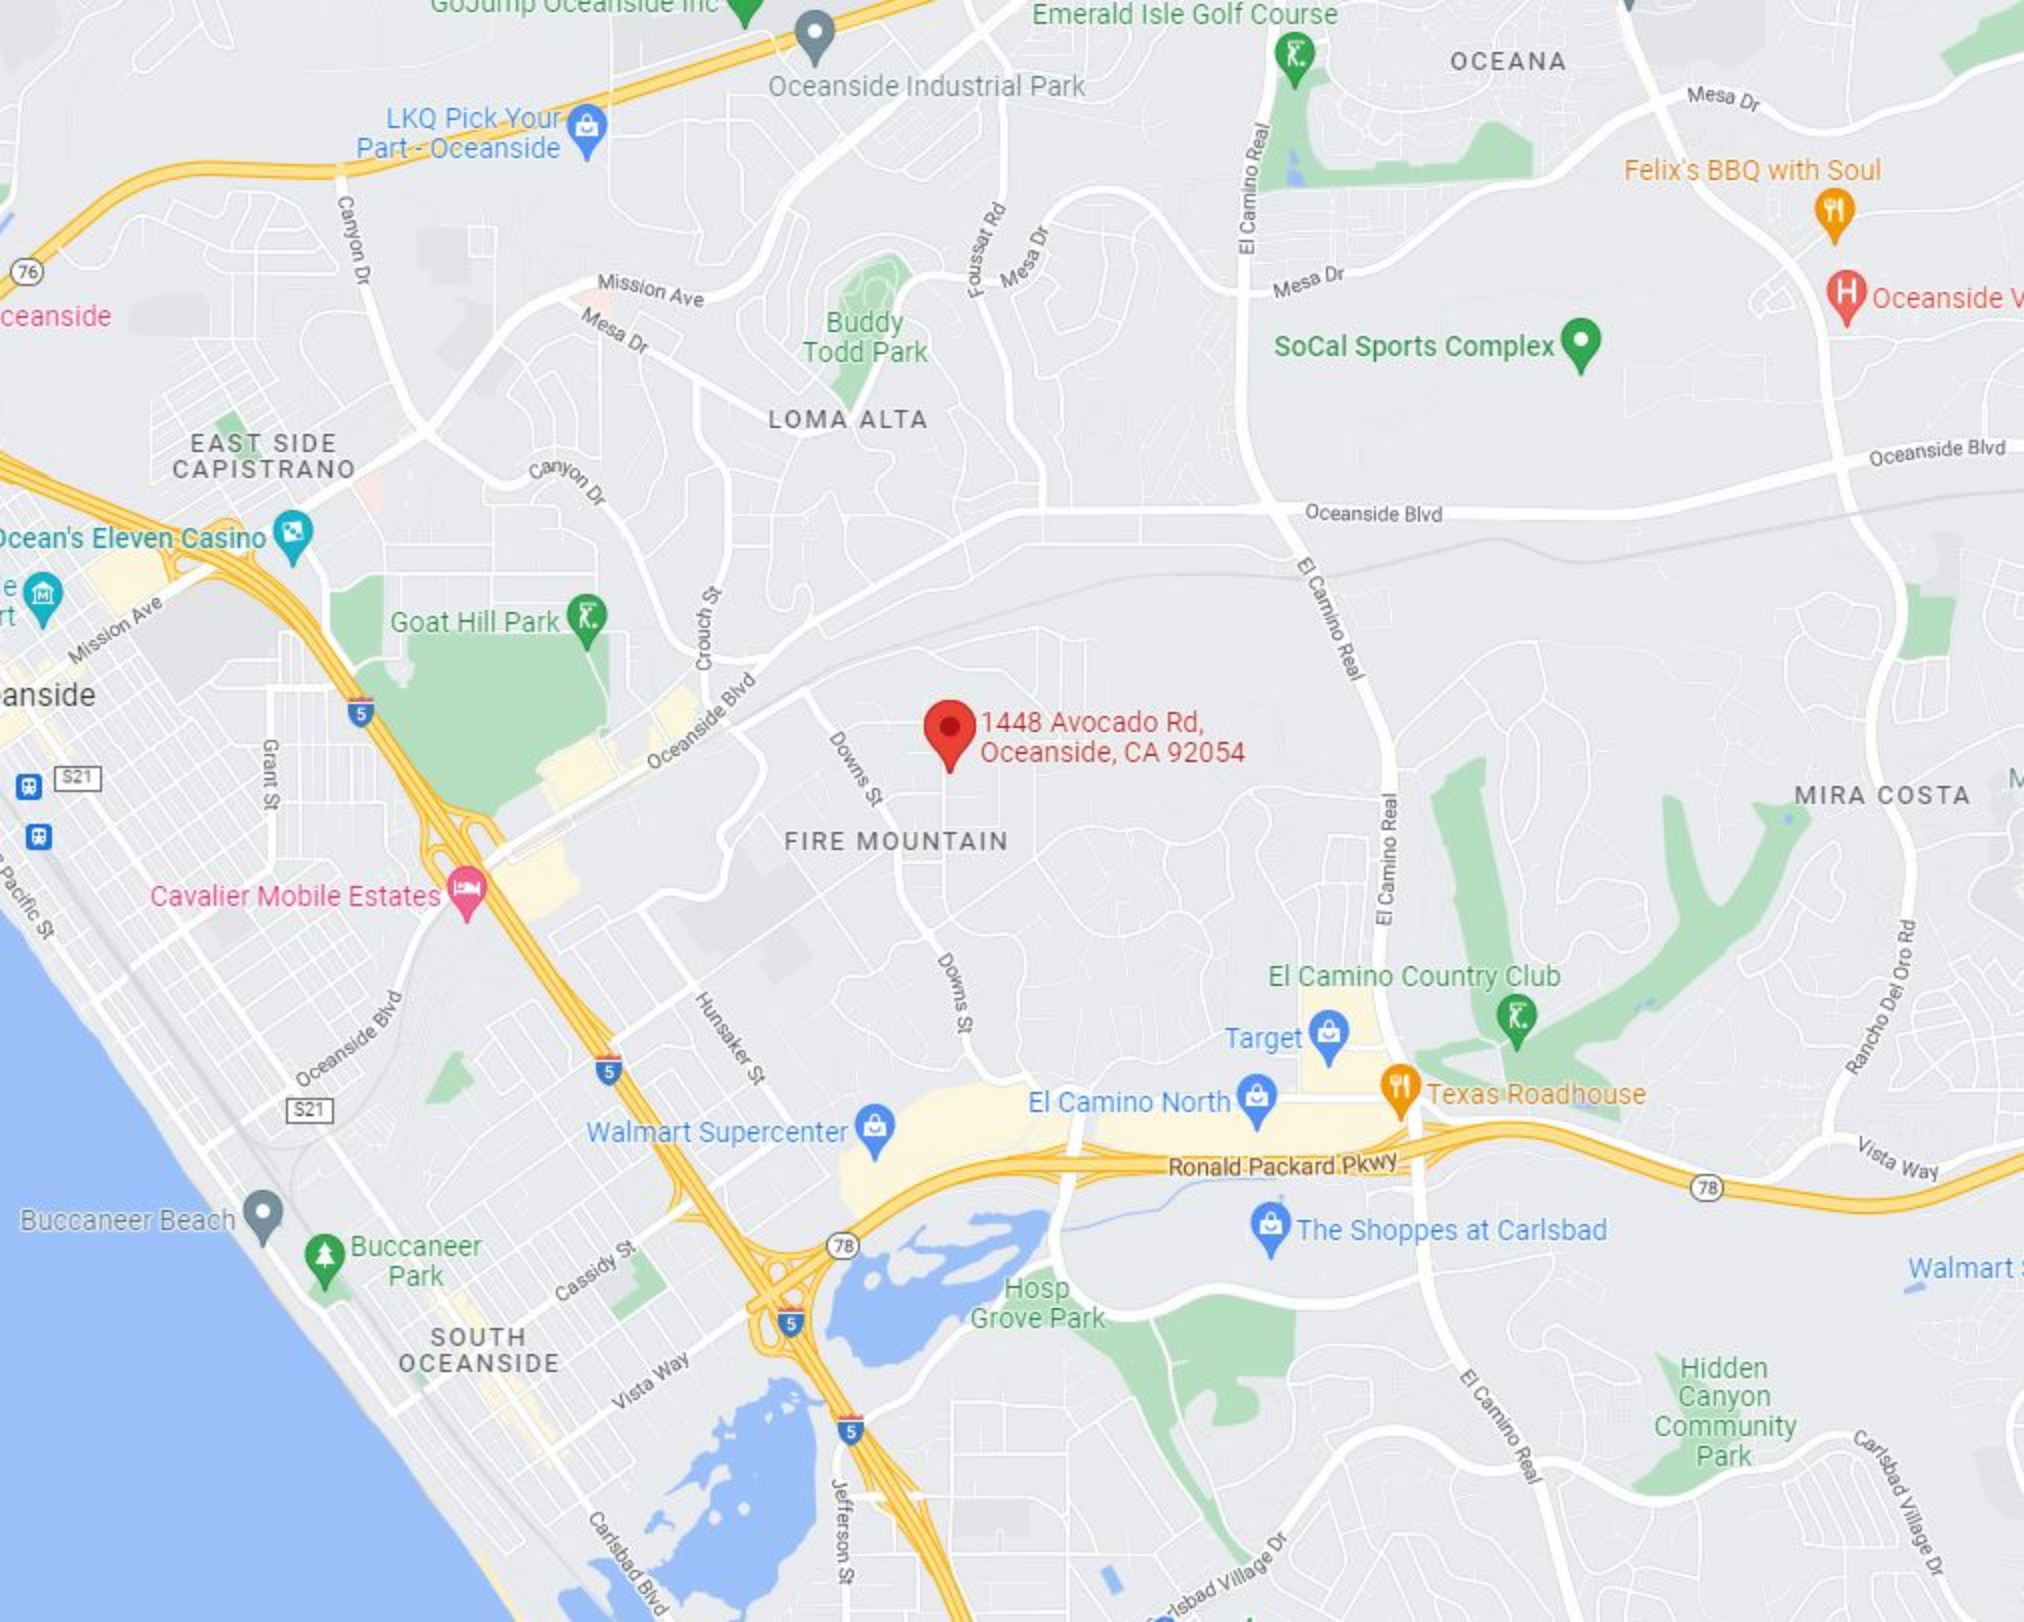 GoJump Oceanside Inc
Emerald Isle Golf Course
OCEANA
Oceanside Industrial Park
Mesa Dr
LKQ Pick Your
Part - Oceanside
El Camino Real
Felix's BBQ with Soul
Canyon Dr
Foussat Rd
Mesa Dr
76
Mission Ave
Mesa Dr
Oceanside V
ceanside
Mesa Dr
Buddy
Todd Park
SoCal Sports Complex
LOMA ALTA
EAST SIDE
CAPISTRANO
Canyon Dr
Oceanside Blvd
Oceanside Blvd
Ocean's Eleven Casino
El Camino Real
e
rt
Mission Ave
Goat Hill Park
Crouch St
anside
5
Oceanside Blvd
1448 Avocado Rd,
Oceanside, CA 92054
Grant St
S21
Downs St
MIRA COSTA
M
FIRE MOUNTAIN
El Camino Real
Pacific St
Cavalier Mobile Estates
Downs St
El Camino Country Club
Rancho Del Oro Rd
Oceanside Blvd
Hunsaker St
Target
5
S21
El Camino North
Texas Roadhouse
Walmart Supercenter
Ronald Packard Pkwy
Vista Way
78
Buccaneer Beach
The Shoppes at Carlsbad
Buccaneer
Park
78
Cassidy St
Walmart S
Hosp
Grove Park
5
SOUTH
OCEANSIDE
Vista Way
El Camino Real
Hidden
Canyon
Community
Park
5
Carlsbad Village Dr
Jefferson St
Carlsbad Blvd
rlsbad Village Dr